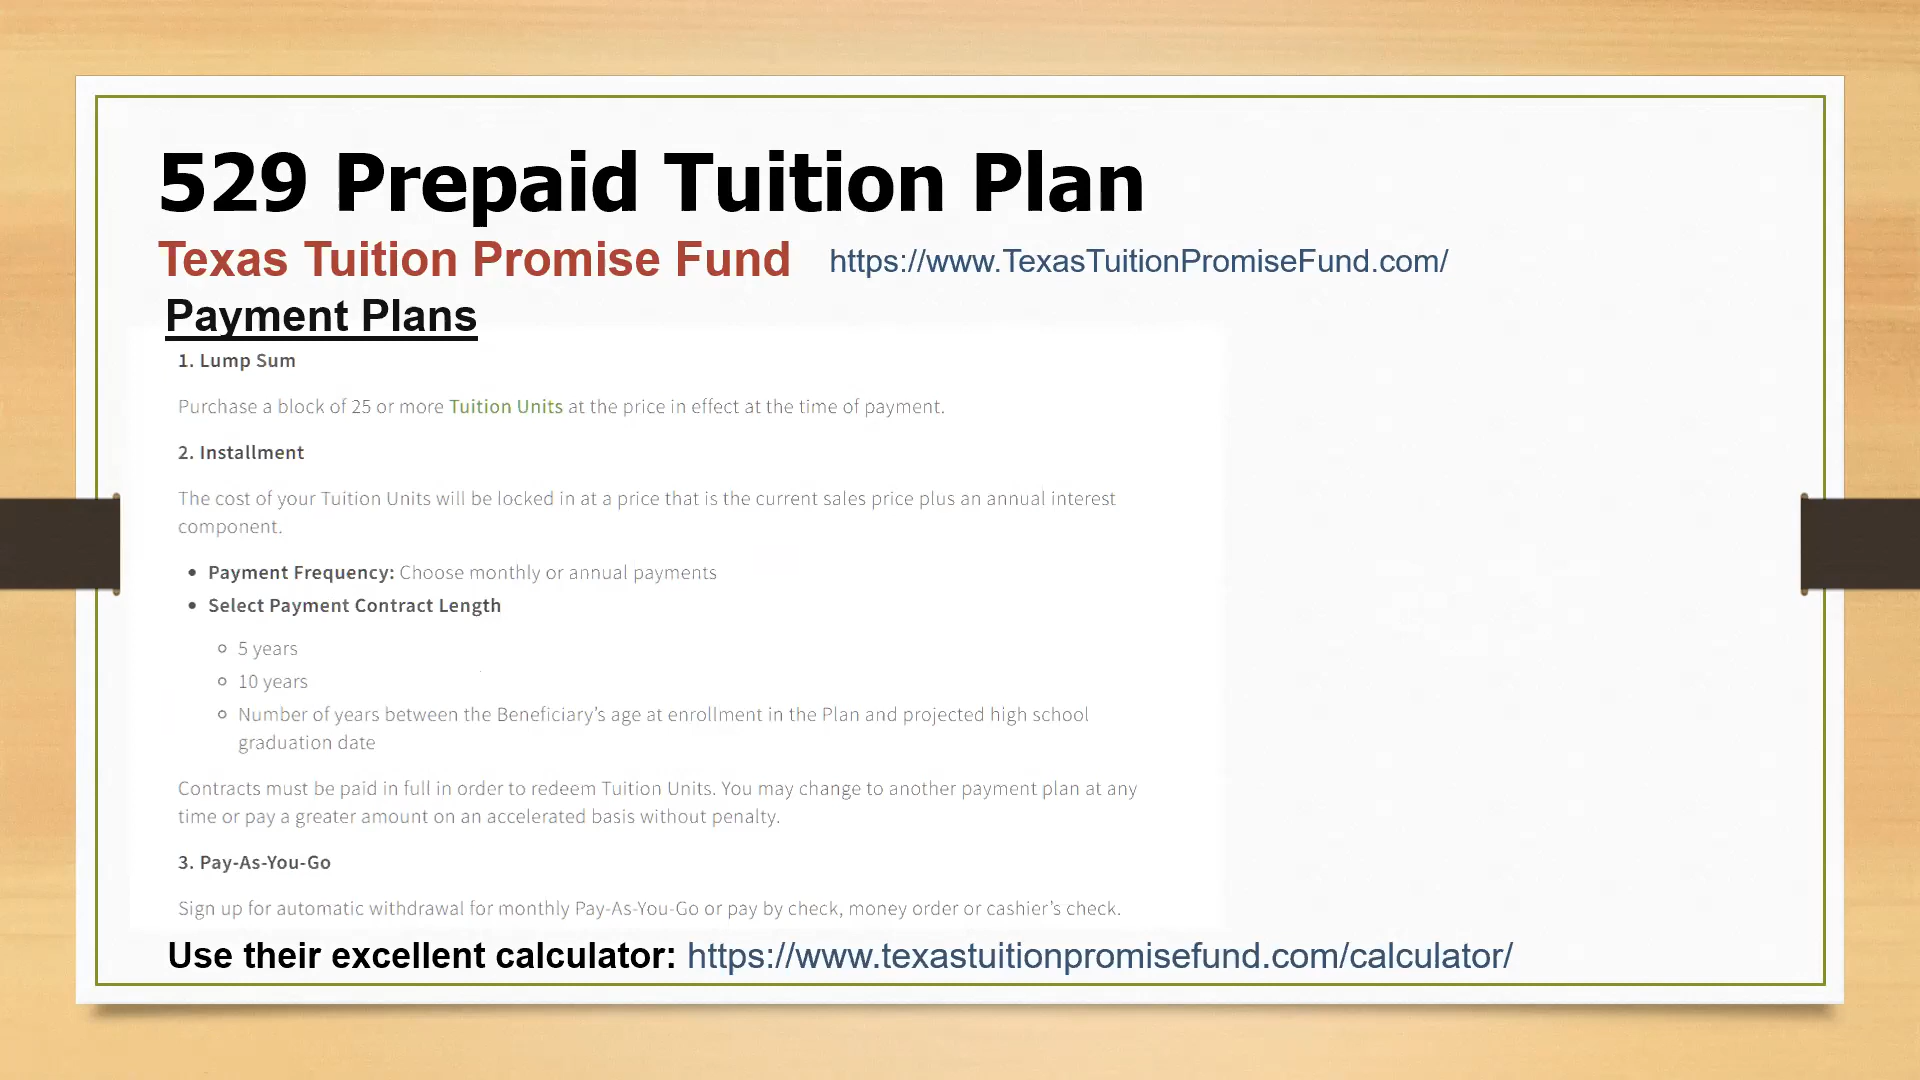 529 Prepaid Tuition Plan
Texas Tuition Promise Fund https://www.TexasTuitionPromiseFund.com/
Payment Plans
1. Lump Sum
Purchase a block of 25 or more Tuition Units at the price in effect at the time of payment.
2. Installment
The cost of your Tuition Units will be locked in at a price that is the current sales price plus an annual interest
component.
• Payment Frequency: Choose monthly or annual payments
• Select Payment Contract Length
○ 5 years
○ 10 years
○ Number of years between the Beneficiary’s age at enrollment in the Plan and projected high school
graduation date
Contracts must be paid in full in order to redeem Tuition Units. You may change to another payment plan at any
time or pay a greater amount on an accelerated basis without penalty.
3. Pay-As-You-Go
Sign up for automatic withdrawal for monthly Pay-As-You-Go or pay by check, money order or cashier’s check.
Use their excellent calculator: https://www.texastuitionpromisefund.com/calculator/